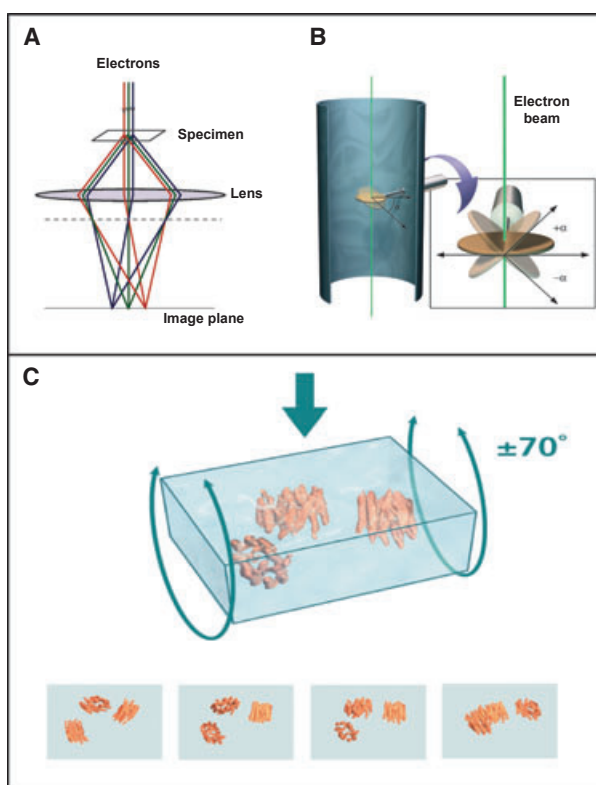 A
Electrons
Specimen
Lens
Image plane
B
Electron
beam
+α
−α
C
±70°